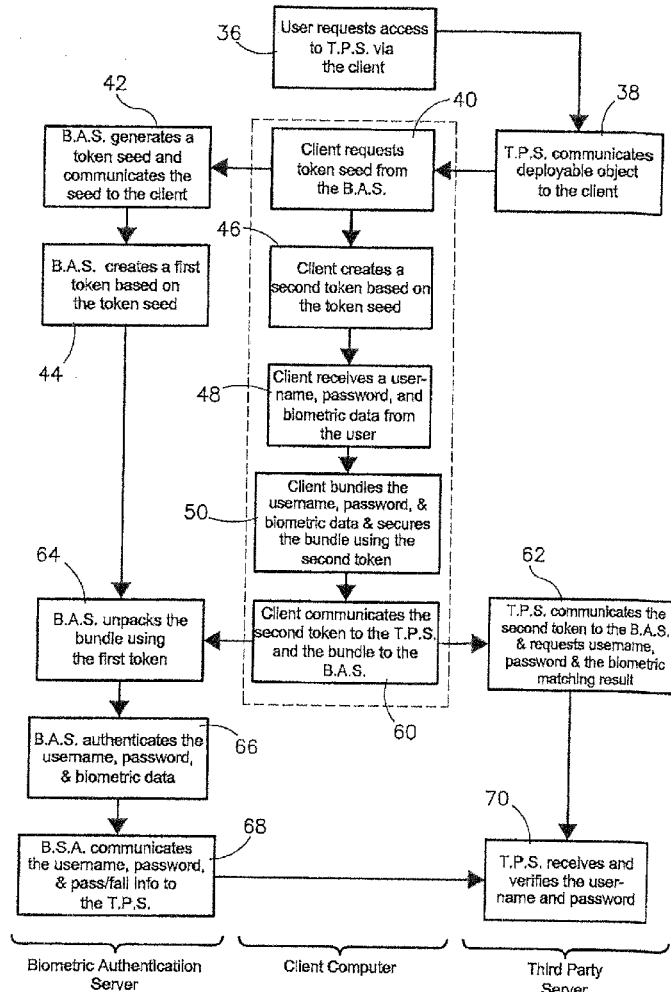 36
User requests access
to T.P.S. via
the client
42
40
38
B.A.S. generates a
token seed and
communicates the
seed to the client
Client requests
token seed from
the B.A.S.
T.P.S. communicates
deployable object
to the client
46
B.A.S. creates a first
token based on
the token seed
44
Client creates a
second token based on
the token seed
48
Client receives a user-
name, password, and
biometric data from
the user
50
Client bundles the
username, password, &
biometric data & secures
the bundle using the
second token
64
62
B.A.S. unpacks the
bundle using
the first token
Client communicates the
second token to the T.P.S.
and the bundle to the
B.A.S.
60
T.P.S. communicates the
second token to the B.A.S.
& requests username,
password & the biometric
matching result
B.A.S. authenticates the
username, password,
& biometric data
66
68
70
B.S.A. communicates
the username, password,
& pass/fail info to
the T.P.S.
T.P.S. receives and
verifies the user-
name and password
Biometric Authenticatiion
Server
Client Computer
Third Party
Server